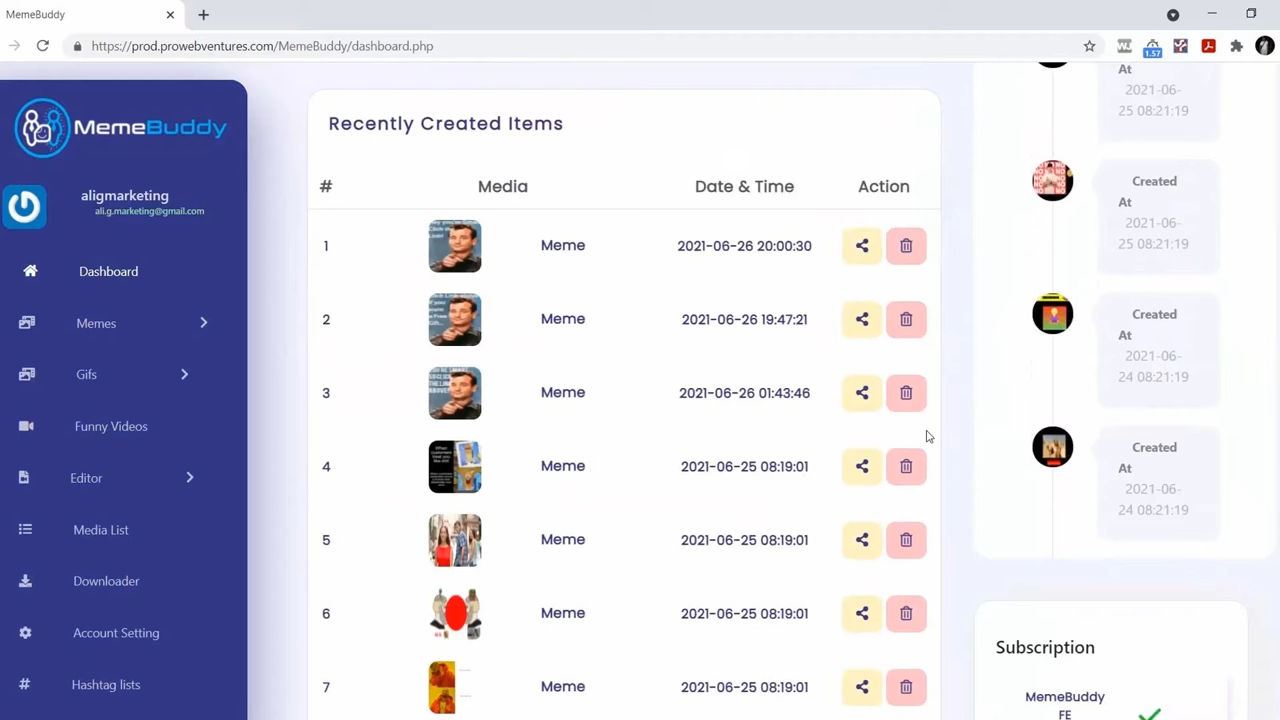 MemeBuddy
https://prod.prowebventures.com/MemeBuddy/dashboard.php
1.57
MemeBuddy
aligmarketing
ali.g.marketing@gmail.com
Dashboard
Memes
Gifs
Funny Videos
Editor
Media List
Downloader
Account Setting
# Hashtag lists
Recently Created Items
# Media Date & Time Action
1 Meme 2021-06-26 20:00:30
2 Meme 2021-06-26 19:47:21
3 Meme 2021-06-26 01:43:46
4 Meme 2021-06-25 08:19:01
5 Meme 2021-06-25 08:19:01
6 Meme 2021-06-25 08:19:01
7 Meme 2021-06-25 08:19:01
At
2021-06-
25 08:21:19
Created
At
2021-06-
25 08:21:19
Created
At
2021-06-
24 08:21:19
Created
At
2021-06-
24 08:21:19
Subscription
MemeBuddy
FE